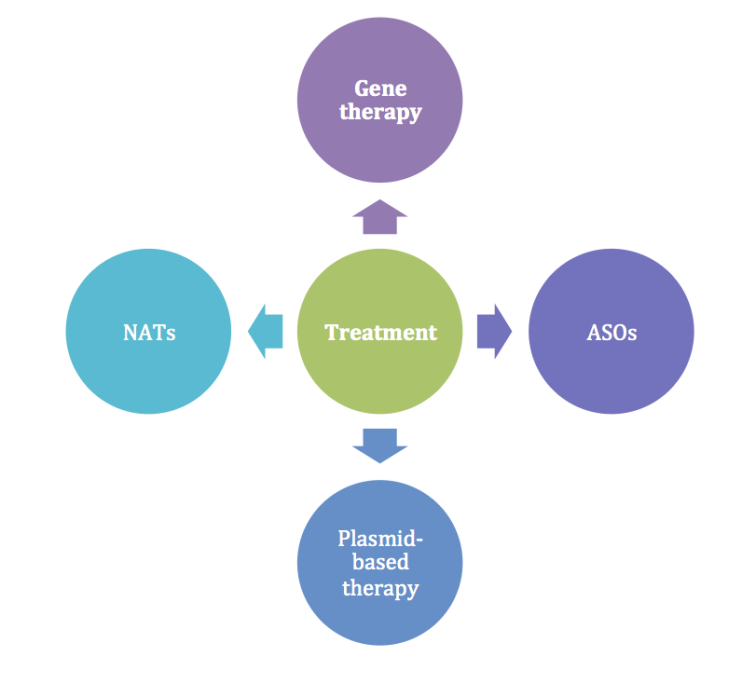 Gene
therapy
NATs
Treatment
ASOs
Plasmid-
based
therapy